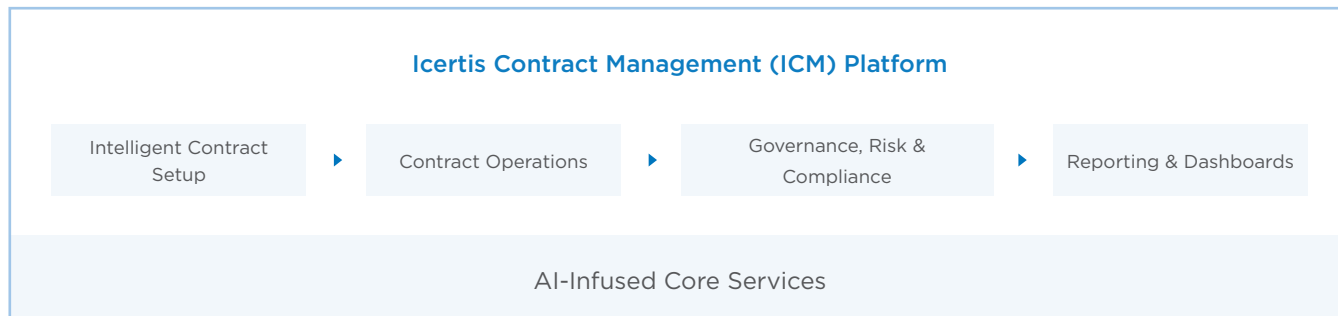 Icertis Contract Management (ICM) Platform
Intelligent Contract
Setup
Contract Operations
Governance, Risk &
Compliance
Reporting & Dashboards
AI-Infused Core Services